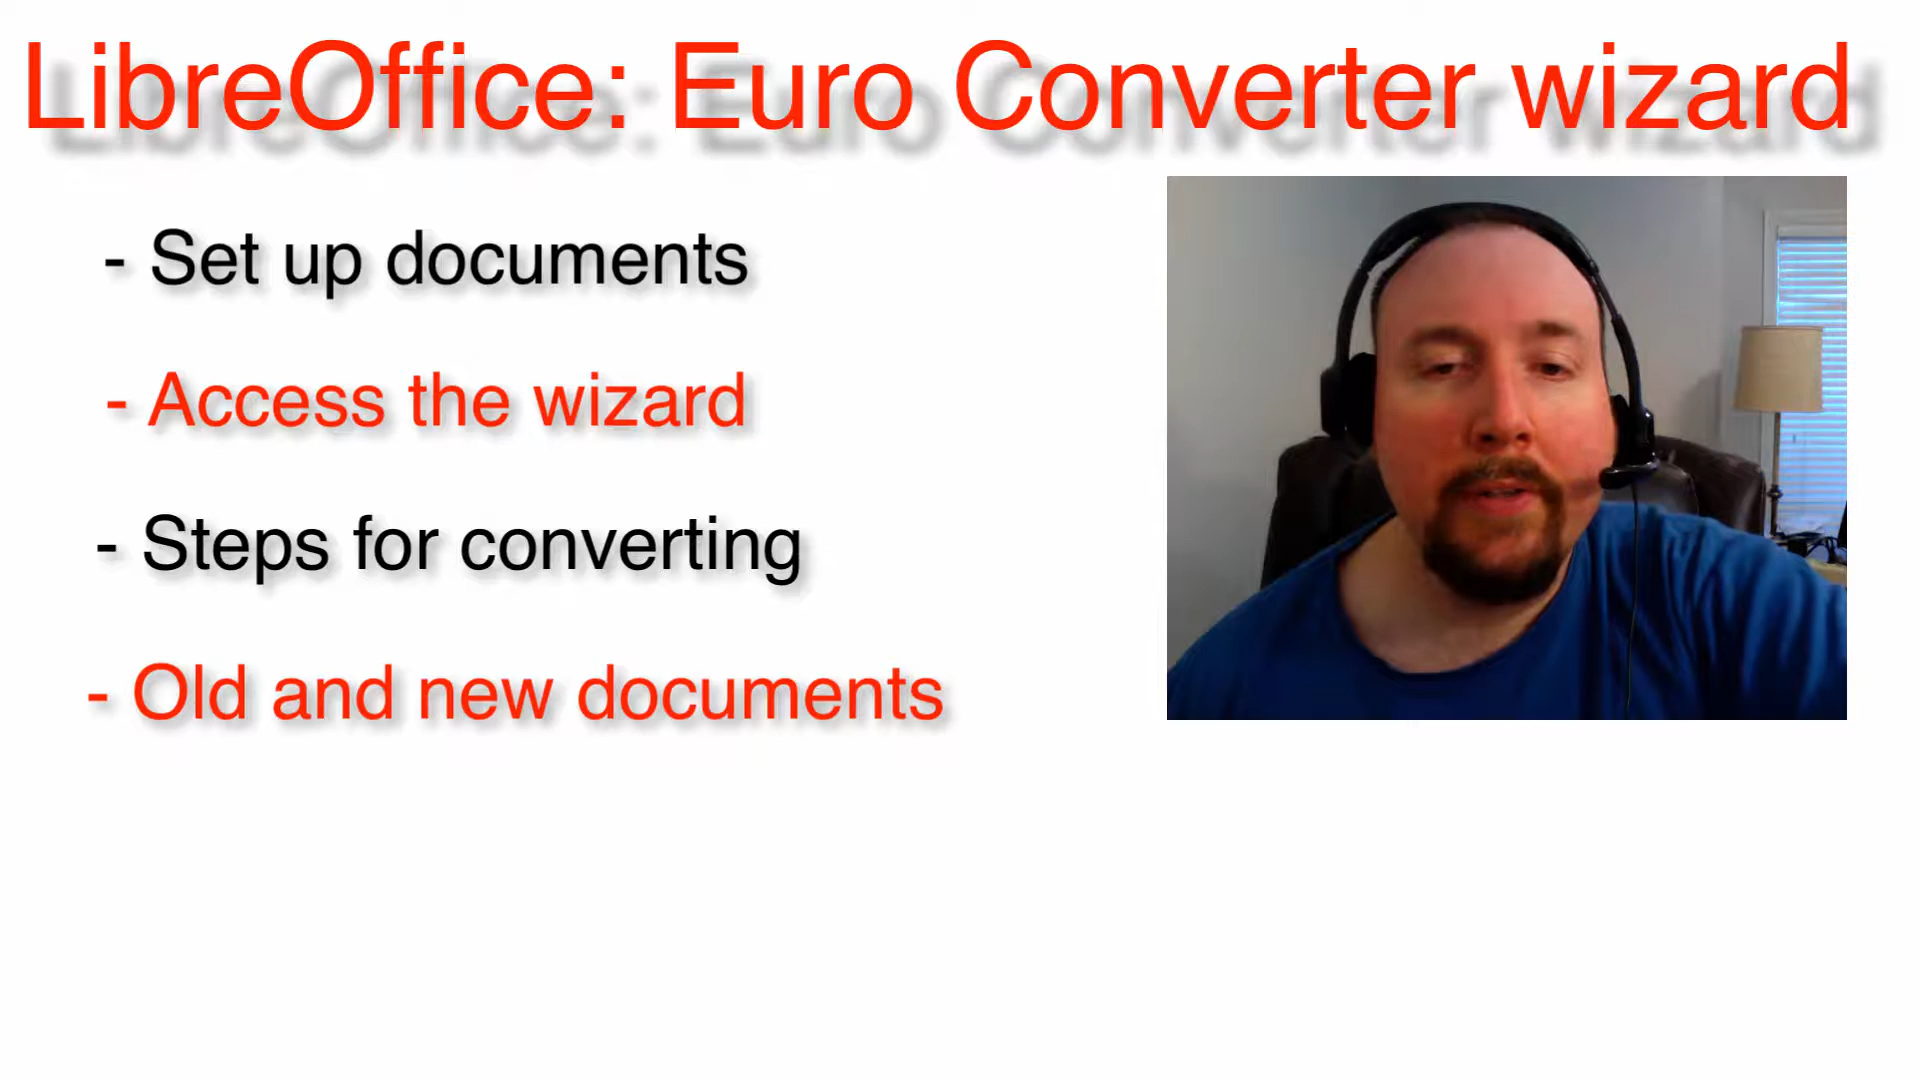 LibreOffice: Euro Converter wizard
- Set up documents
- Access the wizard
- Steps for converting
- Old and new documents